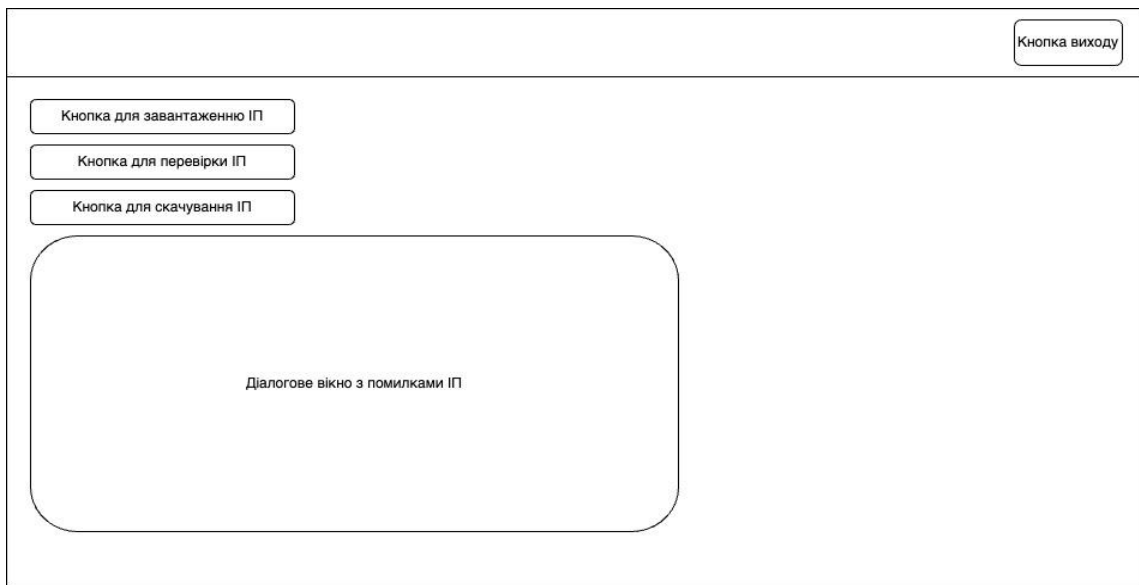 Кнопка виходу
Кнопка для завантаженню ІП
Кнопка для перевірки ІП
Кнопка для скачування ІП
Діалогове вікно з помилками ІП